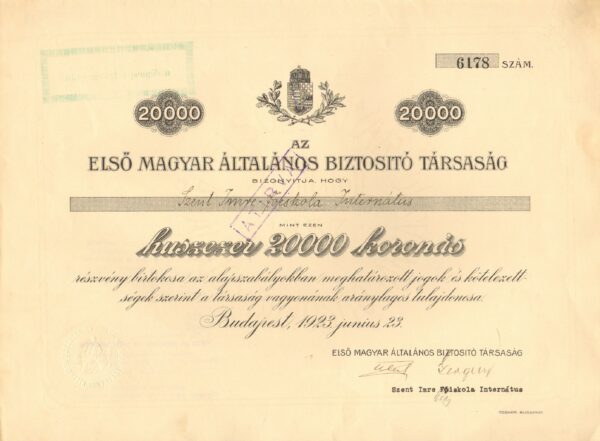 6178 SZÁM.
20000
20000
AZ
ELSŐ MAGYAR ÁLTALÁNOS BIZTOSITÓ TÁRSASÁG
BIZONYITJA, HOGY
Szent Imre-Főiskola Internátus
MINT EZEN
huszezer 20000 koronás
részvény birtokosa az alapszabályokban meghatározott jogok és kötelezett-
ségek szerint a társaság vagyonának aránylagos tulajdonosa.
Budapest, 1923. junius 23.
ELSŐ MAGYAR ÁLTALÁNOS BIZTOSITÓ TÁRSASÁG
Szent Imre Főiskola Internátus